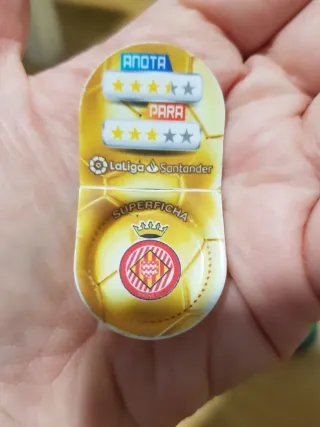 ANOTA
PARA
LaLiga Santander
SUPERFICHA